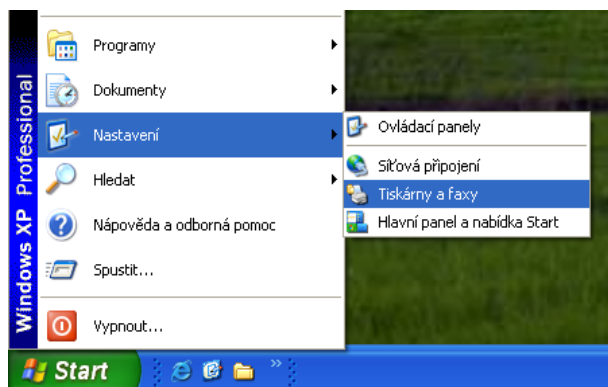 Windows XP Professional
Programy
Dokumenty
Nastavení
Hledat
Nápověda a odborná pomoc
Spustit...
Vypnout...
Ovládací panely
Síťová připojení
Tiskárny a faxy
Hlavní panel a nabídka Start
Start